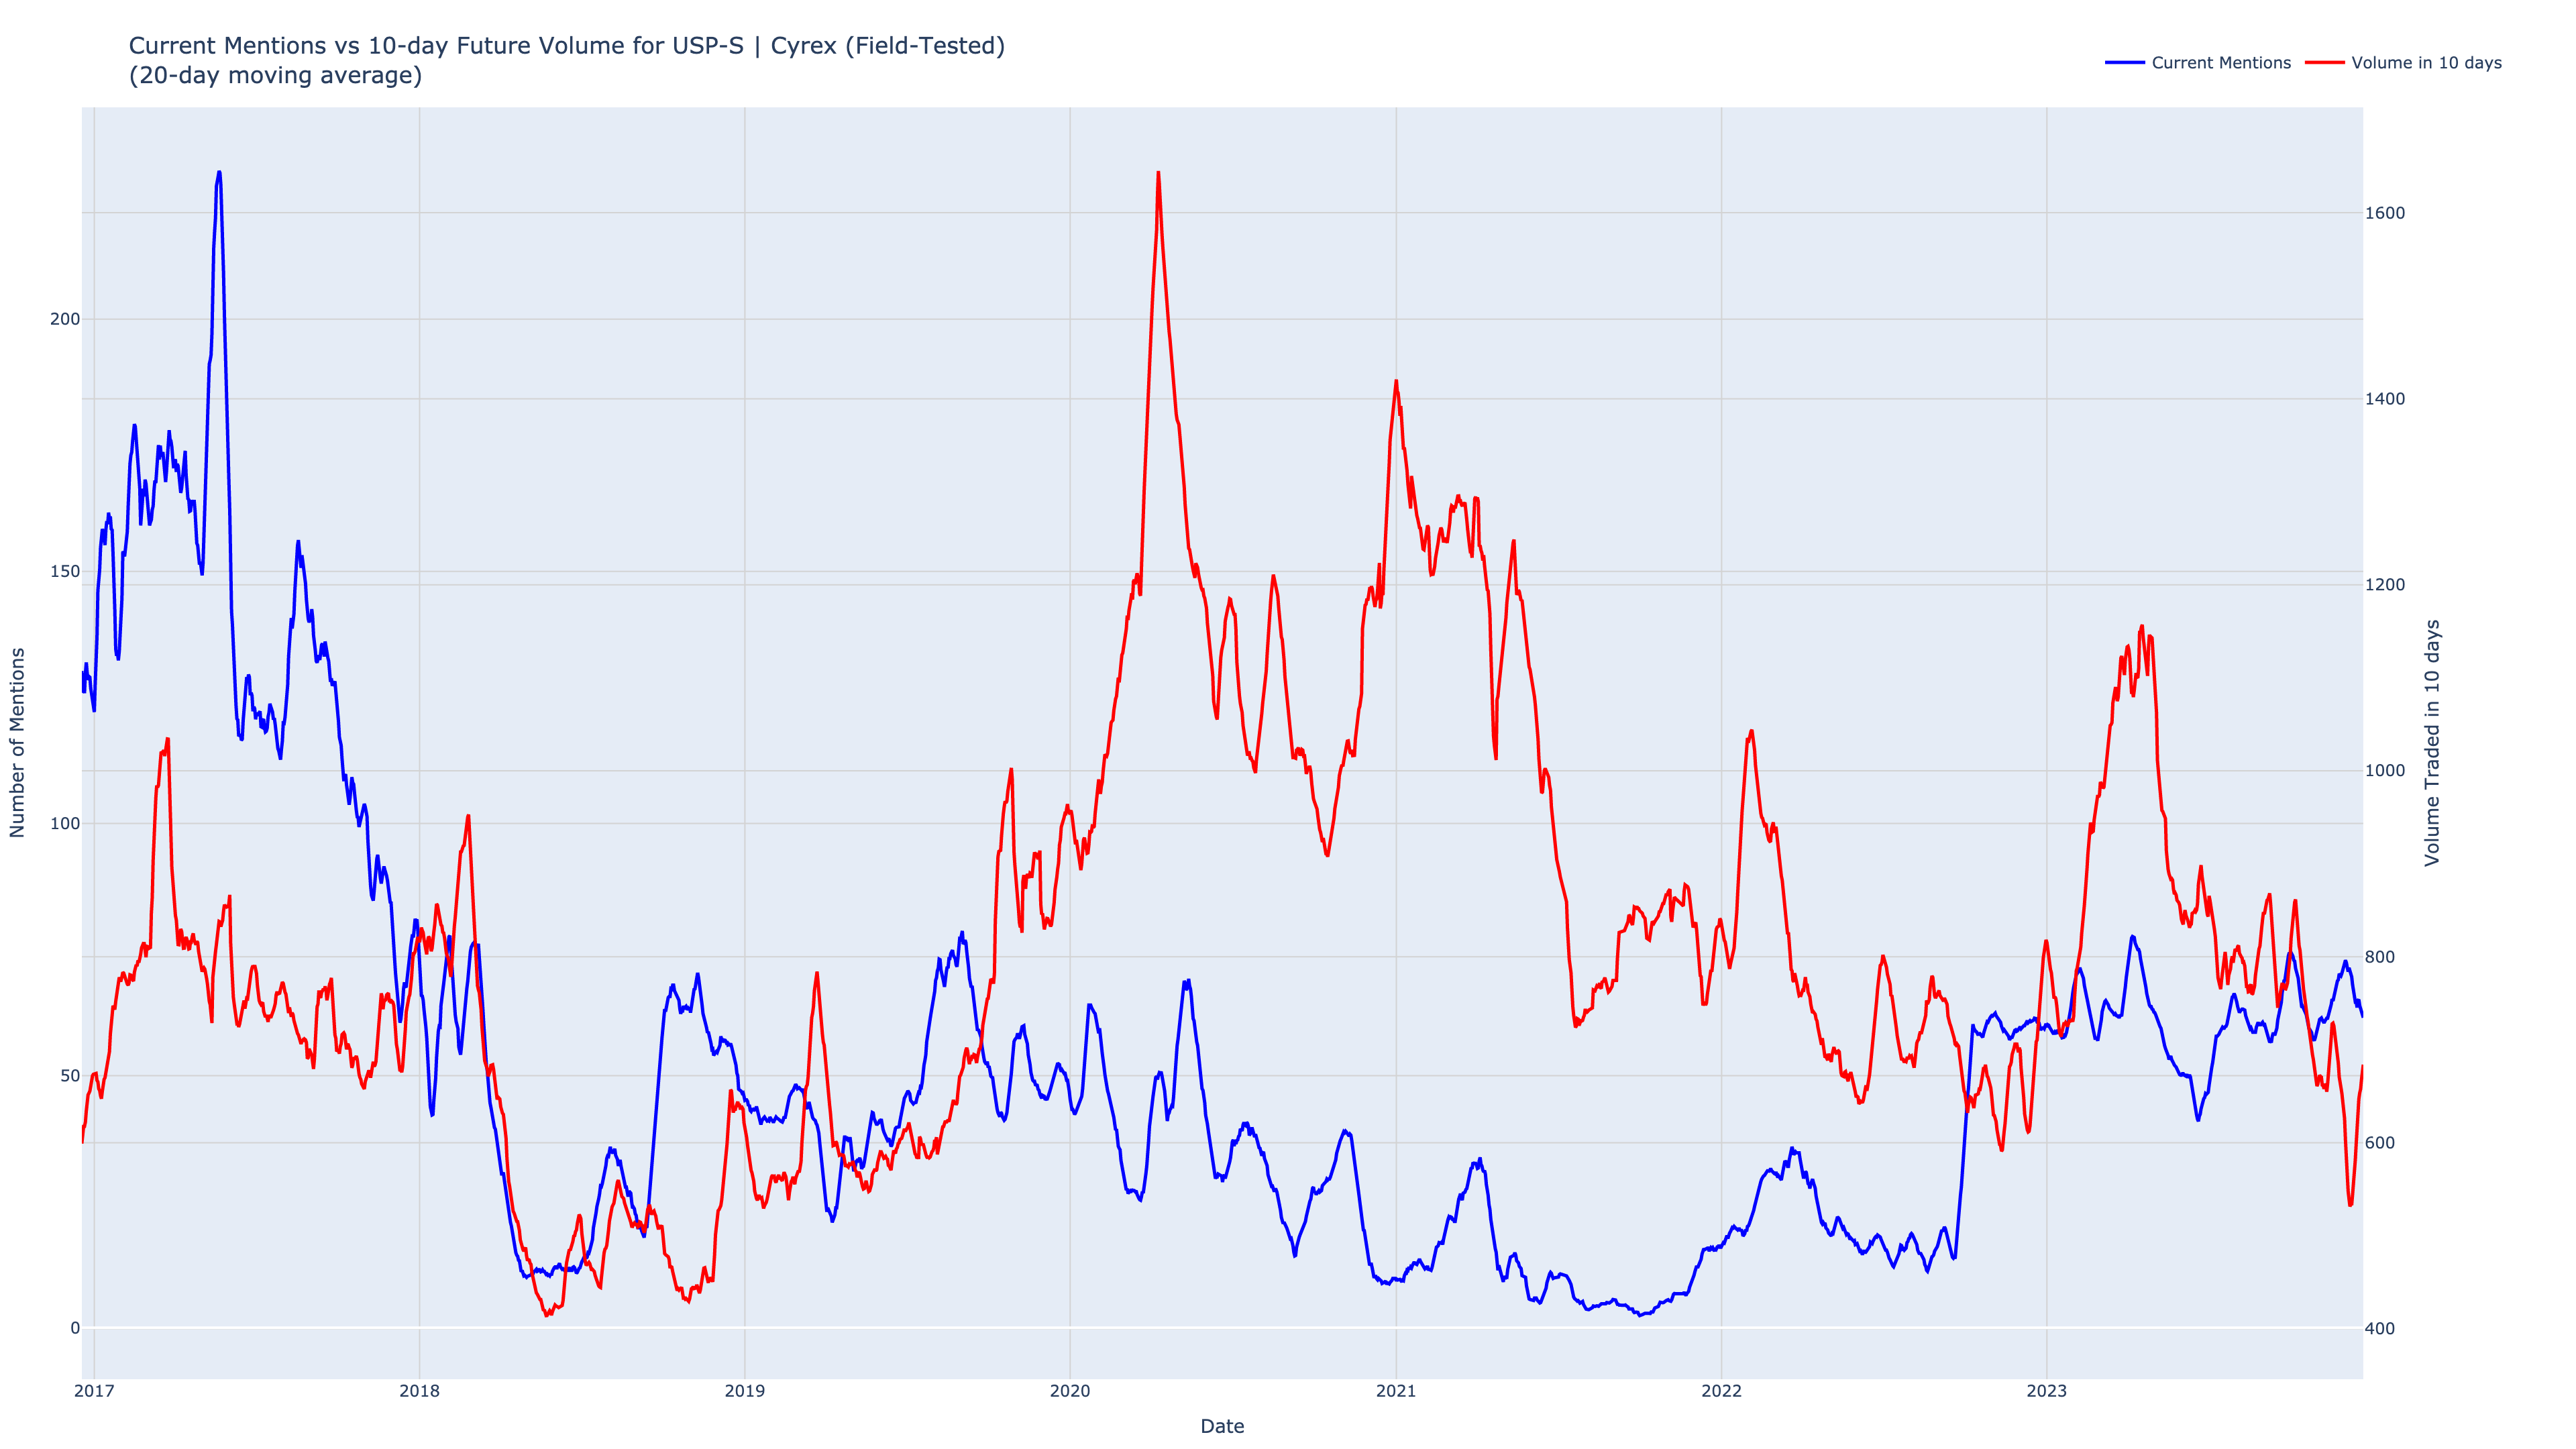 Current Mentions vs 10-day Future Volume for USP-S | Cyrex (Field-Tested)
(20-day moving average)
Current Mentions
Volume in 10 days
Number of Mentions
200
150
100
50
0
1600
1400
1200
1000
800
600
400
Volume Traded in 10 days
2017
2018
2019
2020
2021
2022
2023
Date